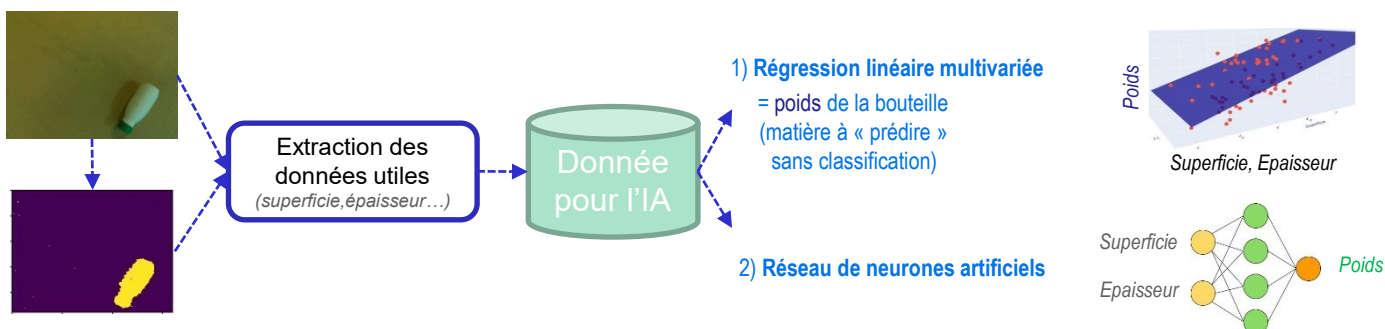 Extraction des
données utiles
(superficie,épaisseur…)
Donnée
pour l'IA
1) Régression linéaire multivariée
= poids de la bouteille
(matière à « prédire »
sans classification)
2) Réseau de neurones artificiels
Poids
Superficie
Superficie, Epaisseur
Superficie
Epaisseur
Poids